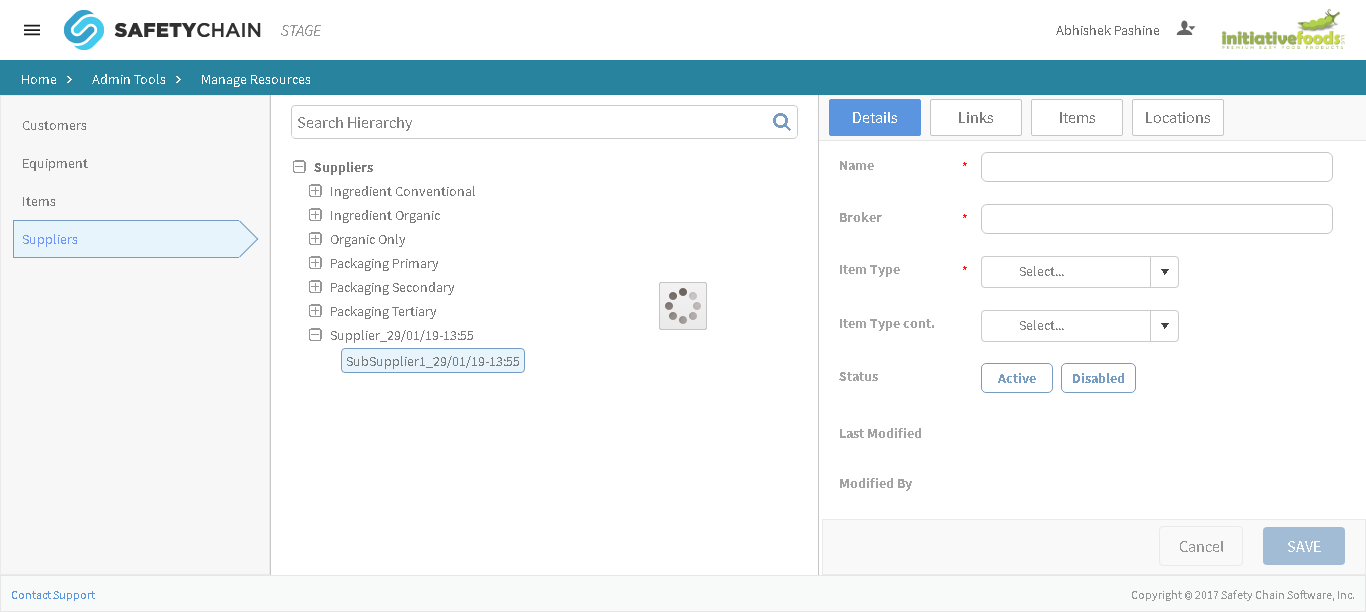 SAFETYCHAIN STAGE
Abhishek Pashine
initiativefoods
PREMIUM BABY FOOD PRODUCTS
Home > Admin Tools > Manage Resources
Customers
Equipment
Items
Suppliers
Search Hierarchy
Suppliers
Ingredient Conventional
Ingredient Organic
Organic Only
Packaging Primary
Packaging Secondary
Packaging Tertiary
Supplier_29/01/19-13:55
SubSupplier1_29/01/19-13:55
Details Links Items Locations
Name *
Broker *
Item Type * Select...
Item Type cont. Select...
Status Active Disabled
Last Modified
Modified By
Cancel SAVE
Contact Support
Copyright © 2017 Safety Chain Software, Inc.